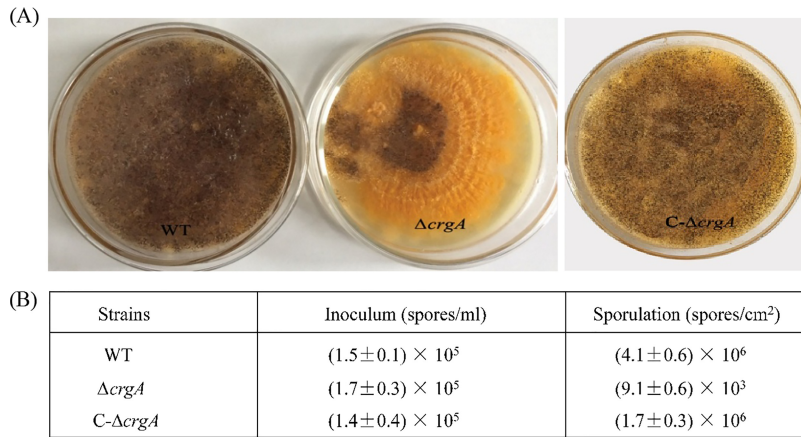 (A)
WT
ΔcrgA
C-ΔcrgA
(B)
Strains Inoculum (spores/ml) Sporulation (spores/cm²)
WT (1.5±0.1) × 10⁵ (4.1±0.6) × 10⁶
ΔcrgA (1.7±0.3) × 10⁵ (9.1±0.6) × 10³
C-ΔcrgA (1.4±0.4) × 10⁵ (1.7±0.3) × 10⁶